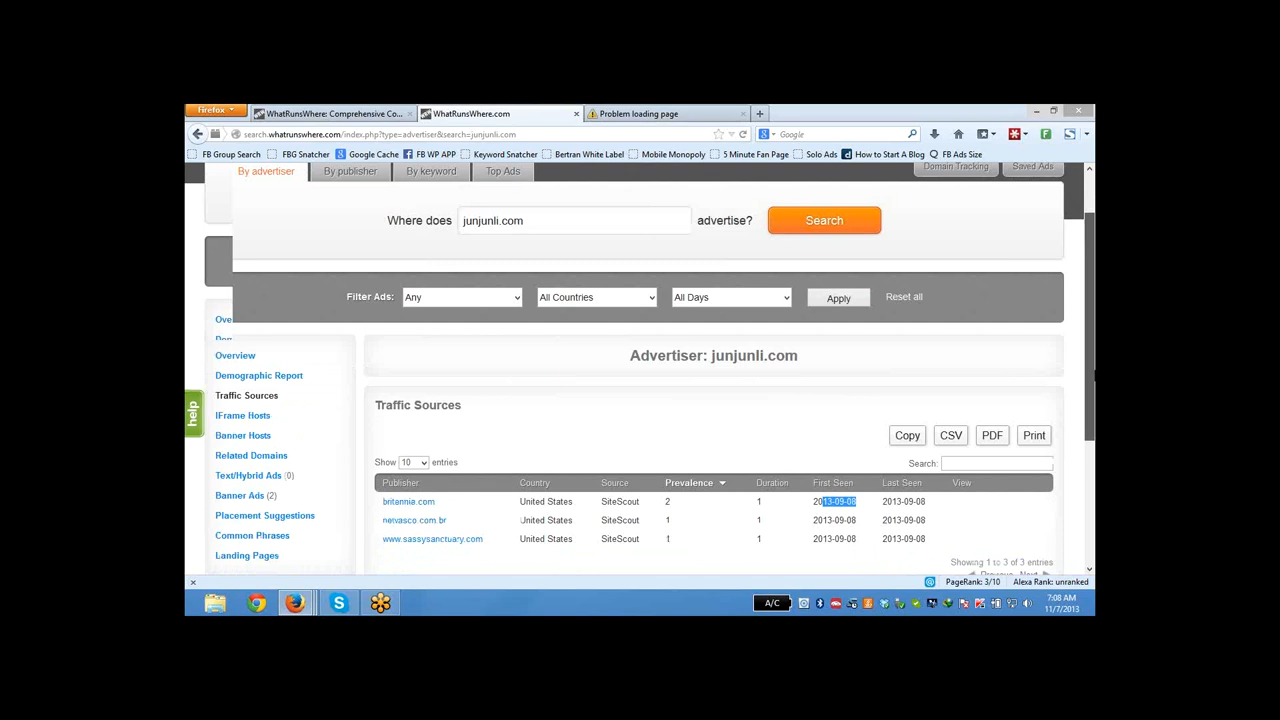 Firefox
WhatRunsWhere: Comprehensive Co...
WhatRunsWhere.com
Problem loading page
search.whatrunswhere.com/index.php?type=advertiser&search=junjunli.com
Google
FB Group Search
FBG Snatcher
Google Cache
FB WP APP
Keyword Snatcher
Bertran White Label
Mobile Monopoly
5 Minute Fan Page
Solo Ads
How to Start A Blog
FB Ads Size
By advertiser
By publisher
By keyword
Top Ads
Domain Tracking
Saved Ads
Where does
junjunli.com
advertise?
Search
Filter Ads:
Any
All Countries
All Days
Apply
Reset all
Ove
Overview
Demographic Report
Traffic Sources
IFrame Hosts
Banner Hosts
Related Domains
Text/Hybrid Ads (0)
Banner Ads (2)
Placement Suggestions
Common Phrases
Landing Pages
help
Advertiser: junjunli.com
Traffic Sources
Copy
CSV
PDF
Print
Show 10 entries
Search:
Publisher Country Source Prevalence Duration First Seen Last Seen View
britennia.com United States SiteScout 2 1 2013-09-08 2013-09-08
netvasco.com.br United States SiteScout 1 1 2013-09-08 2013-09-08
www.sassysanctuary.com United States SiteScout 1 1 2013-09-08 2013-09-08
Showing 1 to 3 of 3 entries
Previous Next
PageRank: 3/10
Alexa Rank: unranked
A/C
7:08 AM
11/7/2013